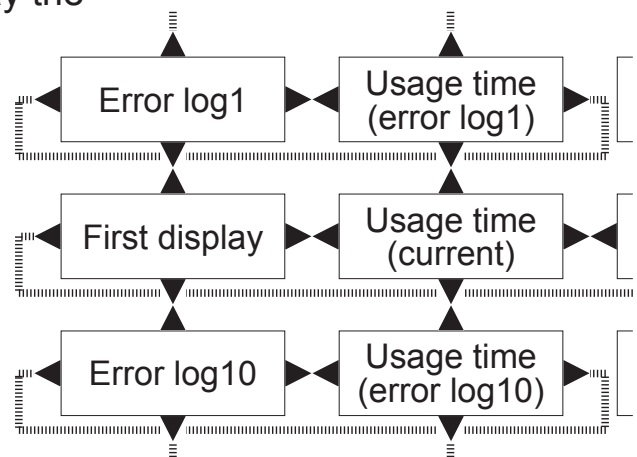 y the
Error log1
Usage time
(error log1)
First display
Usage time
(current)
Error log10
Usage time
(error log10)